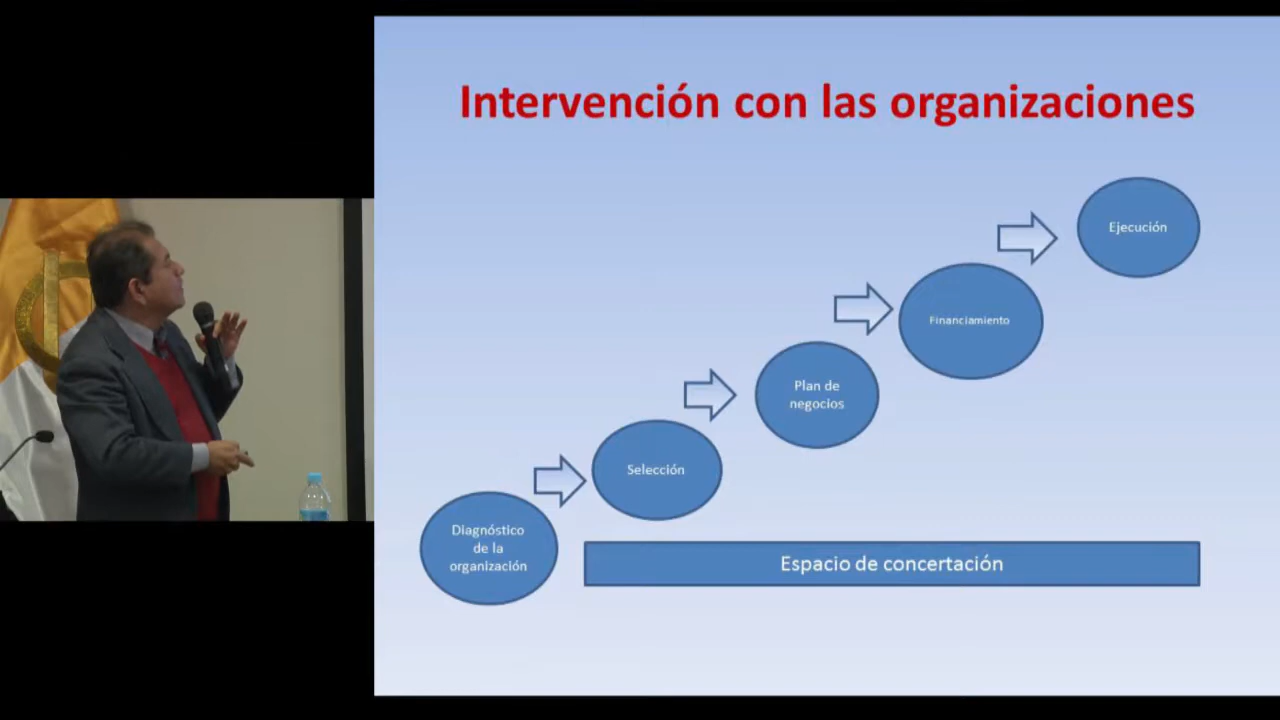 Intervención con las organizaciones
Ejecución
Financiamiento
Plan de
negocios
Selección
Diagnóstico
de la
organización
Espacio de concertación